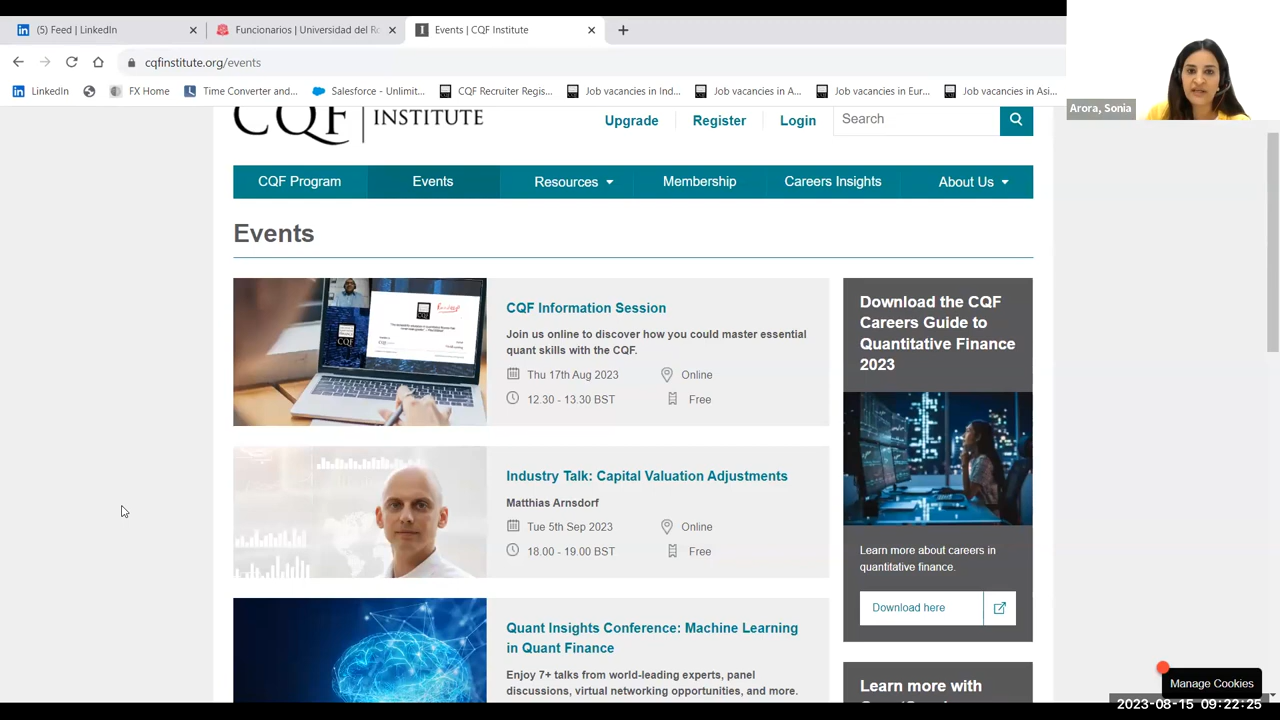 (5) Feed | LinkedIn
Funcionarios | Universidad del Ro
Events | CQF Institute
cqfinstitute.org/events
LinkedIn
FX Home
Time Converter and...
Salesforce - Unlimit...
CQF Recruiter Regis...
Job vacancies in Ind...
Job vacancies in A...
Job vacancies in Eur...
Job vacancies in Asi...
Arora, Sonia
CQF INSTITUTE
Upgrade
Register
Login
Search
CQF Program
Events
Resources
Membership
Careers Insights
About Us
Events
CQF Information Session
Join us online to discover how you could master essential
quant skills with the CQF.
Thu 17th Aug 2023
Online
12.30 - 13.30 BST
Free
Industry Talk: Capital Valuation Adjustments
Matthias Arnsdorf
Tue 5th Sep 2023
Online
18.00 - 19.00 BST
Free
Quant Insights Conference: Machine Learning
in Quant Finance
Enjoy 7+ talks from world-leading experts, panel
discussions, virtual networking opportunities, and more.
Download the CQF
Careers Guide to
Quantitative Finance
2023
Learn more about careers in
quantitative finance.
Download here
Learn more with
Manage Cookies
2023-08-15 09:22:25